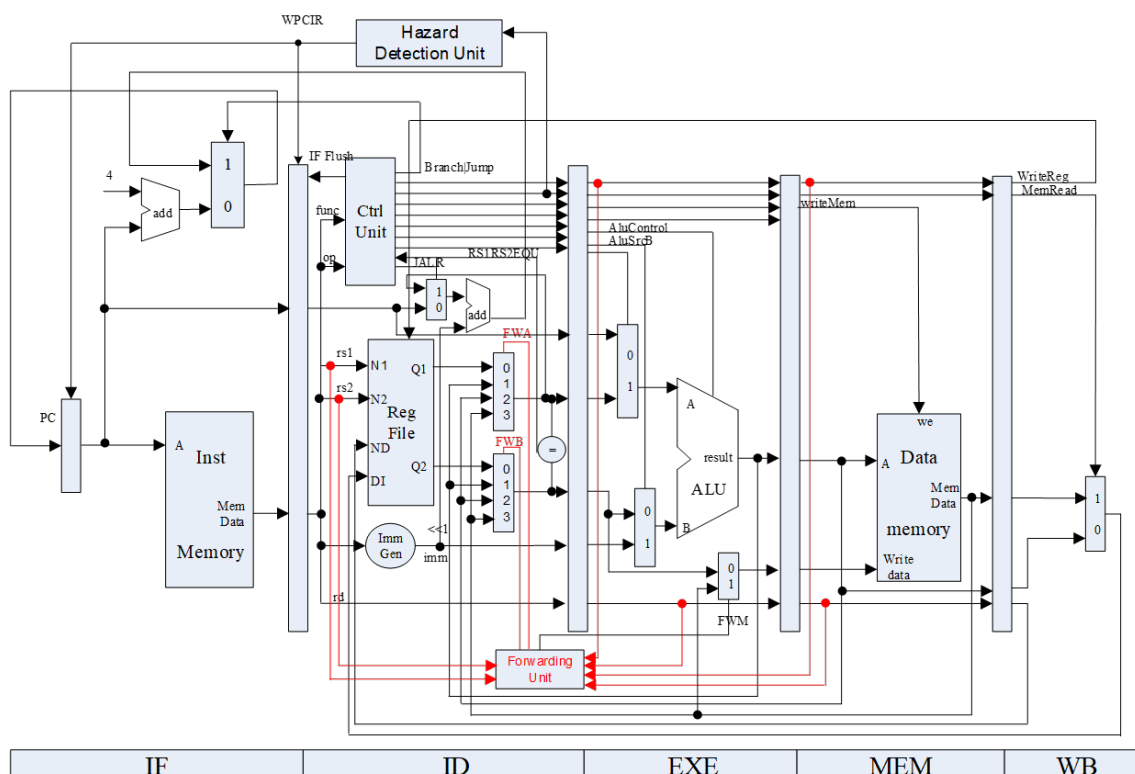 WPCIR
Hazard
Detection Unit
IF Flush
Branch|Jump
WriteReg
MemRead
4
1
0
add
func
Ctrl
Unit
writeMem
AluControl
AluSrcB
RS1RS2EQU
op
JALR
1
0
add
FWA
rs1
N1
Q1
0
1
2
3
0
1
rs2
N2
Reg
File
A
PC
A
Inst
Memory
Mem
Data
ND
DI
Q2
FWB
0
1
2
3
=
result
ALU
B
0
1
we
A
Data
memory
Mem
Data
Write
data
1
0
<<1
Imm
Gen
imm
0
1
rd
FWM
Forwarding
Unit
IF
ID
EXE
MEM
WB